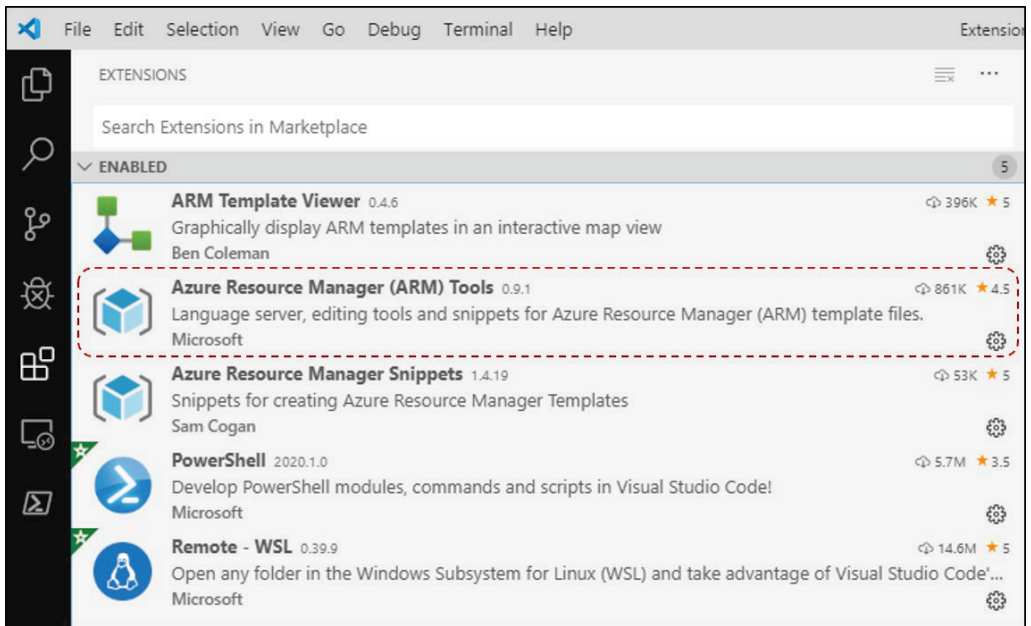 File Edit Selection View Go Debug Terminal Help Extension
EXTENSIONS
Search Extensions in Marketplace
ENABLED 5
ARM Template Viewer 0.4.6 396K 5
Graphically display ARM templates in an interactive map view
Ben Coleman
Azure Resource Manager (ARM) Tools 0.9.1 861K 4.5
Language server, editing tools and snippets for Azure Resource Manager (ARM) template files.
Microsoft
Azure Resource Manager Snippets 1.4.19 53K 5
Snippets for creating Azure Resource Manager Templates
Sam Cogan
PowerShell 2020.1.0 5.7M 3.5
Develop PowerShell modules, commands and scripts in Visual Studio Code!
Microsoft
Remote - WSL 0.39.9 14.6M 5
Open any folder in the Windows Subsystem for Linux (WSL) and take advantage of Visual Studio Code'...
Microsoft